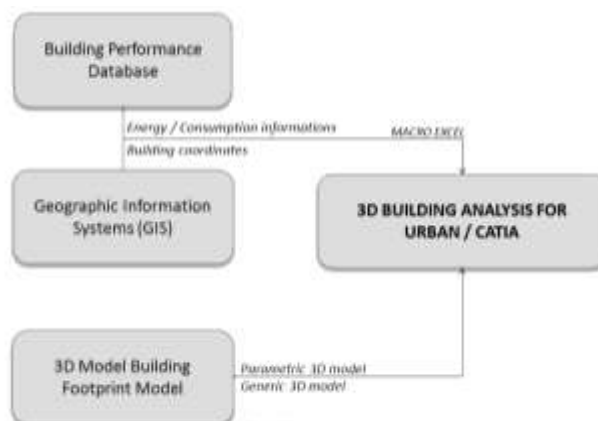 Building Performance
Database
Energy / Consumption informations
MACRO EXCEL
Building coordinates
Geographic Information
Systems (GIS)
3D BUILDING ANALYSIS FOR
URBAN / CATIA
3D Model Building
Footprint Model
Parametric 3D model
Generic 3D model